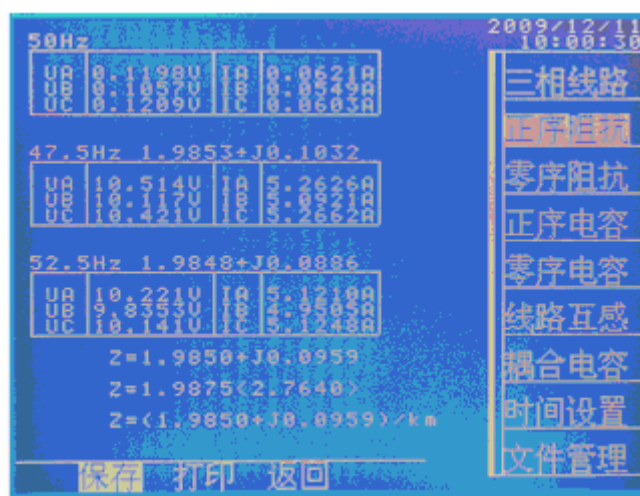 2009/12/11
10:00:30
50Hz
UA 0.1198V IA 0.0621A
UB 0.1057V IB 0.0549A
UC 0.1209V IC 0.0603A
47.5Hz 1.9853+J0.1032
UA 10.514V IA 5.2626A
UB 10.117V IB 5.0921A
UC 10.421V IC 5.2662A
52.5Hz 1.9848+J0.0886
UA 10.221V IA 5.1210A
UB 9.8353V IB 4.9505A
UC 10.141V IC 5.1248A
Z=1.9850+J0.0959
Z=1.9875<2.7640>
Z=(1.9850+J0.0959)/km
三相线路
正序阻抗
零序阻抗
正序电容
零序电容
线路互感
耦合电容
时间设置
文件管理
保存 打印 返回